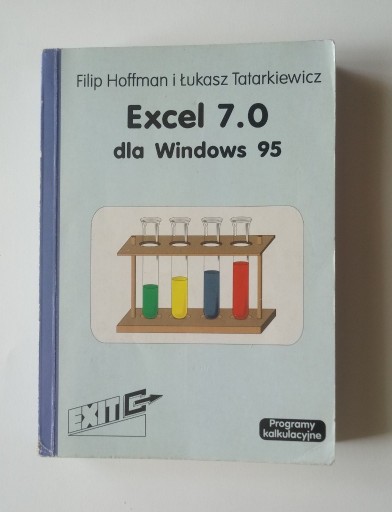 Filip Hoffman i Łukasz Tatarkiewicz
Excel 7.0
dla Windows 95
EXIT
Programy
kalkulacyjne